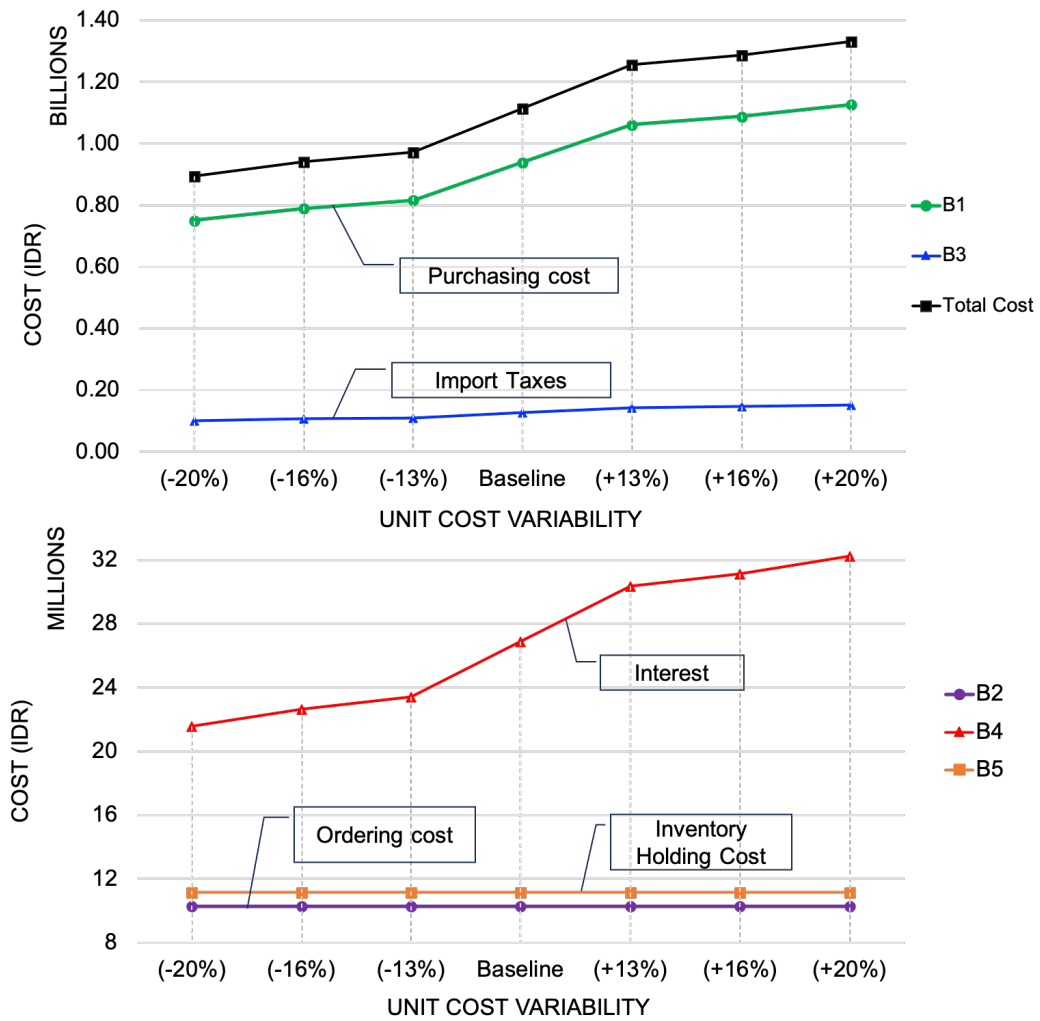 1.40
1.20
1.00
0.80
0.60
0.40
0.20
0.00
BILLIONS
COST (IDR)
Purchasing cost
Import Taxes
B1
B3
Total Cost
(-20%) (-16%) (-13%) Baseline (+13%) (+16%) (+20%)
UNIT COST VARIABILITY
32
28
24
20
16
12
8
MILLIONS
COST (IDR)
Interest
Ordering cost
Inventory
Holding Cost
B2
B4
B5
(-20%) (-16%) (-13%) Baseline (+13%) (+16%) (+20%)
UNIT COST VARIABILITY